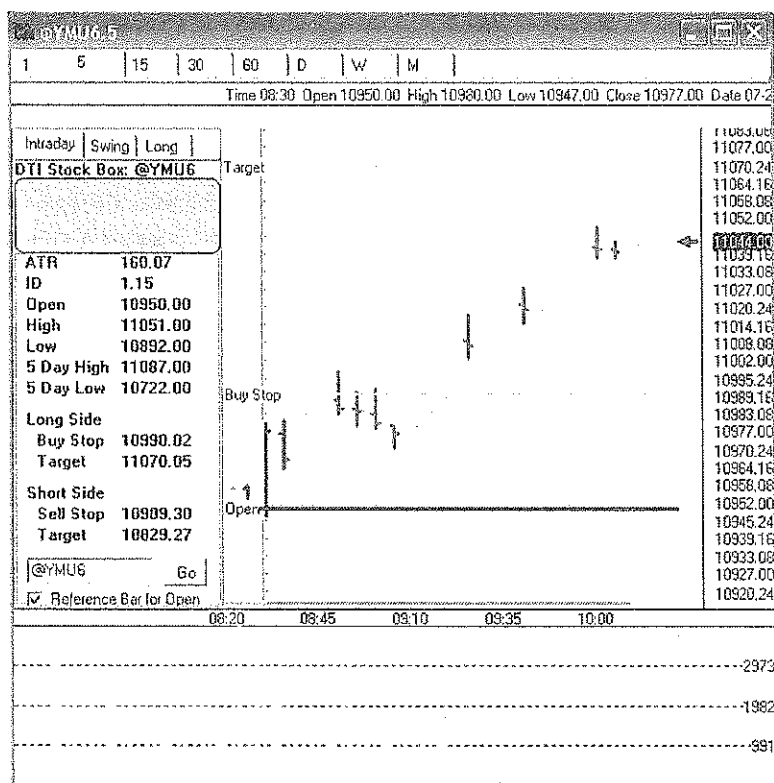 @YMU6.5
1 5 15 30 60 D W M
Time 08:30 Open 10950.00 High 10980.00 Low 10947.00 Close 10977.00 Date 07-2
Intraday Swing Long
DTI Stock Box: @YMU6
ATR 160.07
ID 1.15
Open 10950.00
High 11051.00
Low 10892.00
5 Day High 11087.00
5 Day Low 10722.00
Long Side
Buy Stop 10990.02
Target 11070.05
Short Side
Sell Stop 10909.30
Target 10829.27
@YMU6 Go
Reference Bar for Open
Target
Buy Stop
Open
11083.08
11077.00
11070.24
11064.16
11058.08
11052.00
11039.16
11033.08
11027.00
11020.24
11014.16
11008.08
11002.00
10995.24
10989.16
10983.08
10977.00
10970.24
10964.16
10958.08
10952.00
10945.24
10939.16
10933.08
10927.00
10920.24
08:20 08:45 09:10 09:35 10:00
2973
1982
991